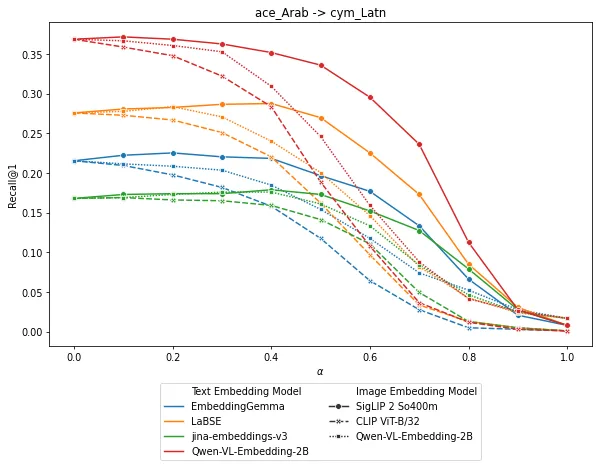 ace_Arab -> cym_Latn
Recall@1
0.35
0.30
0.25
0.20
0.15
0.10
0.05
0.00
0.0 0.2 0.4 0.6 0.8 1.0
α
Text Embedding Model
EmbeddingGemma
LaBSE
jina-embeddings-v3
Qwen-VL-Embedding-2B
Image Embedding Model
SigLIP 2 So400m
CLIP ViT-B/32
Qwen-VL-Embedding-2B